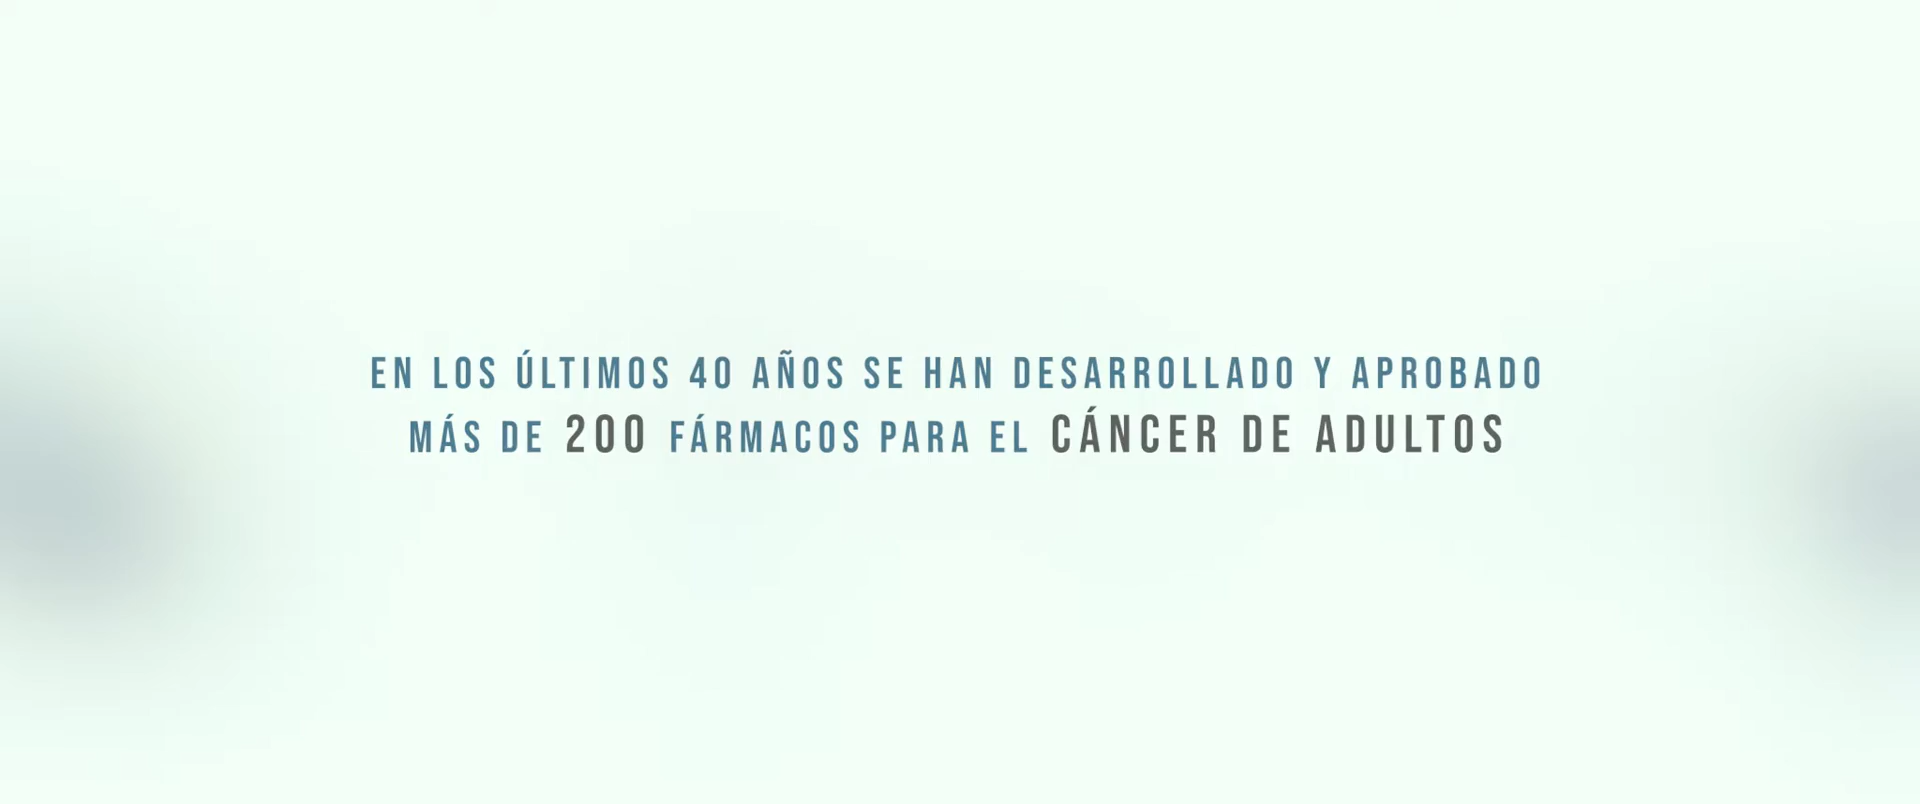 EN LOS ÚLTIMOS 40 AÑOS SE HAN DESARROLLADO Y APROBADO
MÁS DE 200 FÁRMACOS PARA EL CÁNCER DE ADULTOS